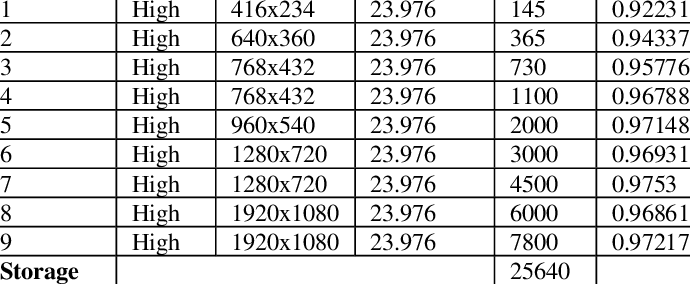 1 High 416x234 23.976 145 0.92231
2 High 640x360 23.976 365 0.94337
3 High 768x432 23.976 730 0.95776
4 High 768x432 23.976 1100 0.96788
5 High 960x540 23.976 2000 0.97148
6 High 1280x720 23.976 3000 0.96931
7 High 1280x720 23.976 4500 0.9753
8 High 1920x1080 23.976 6000 0.96861
9 High 1920x1080 23.976 7800 0.97217
Storage 25640